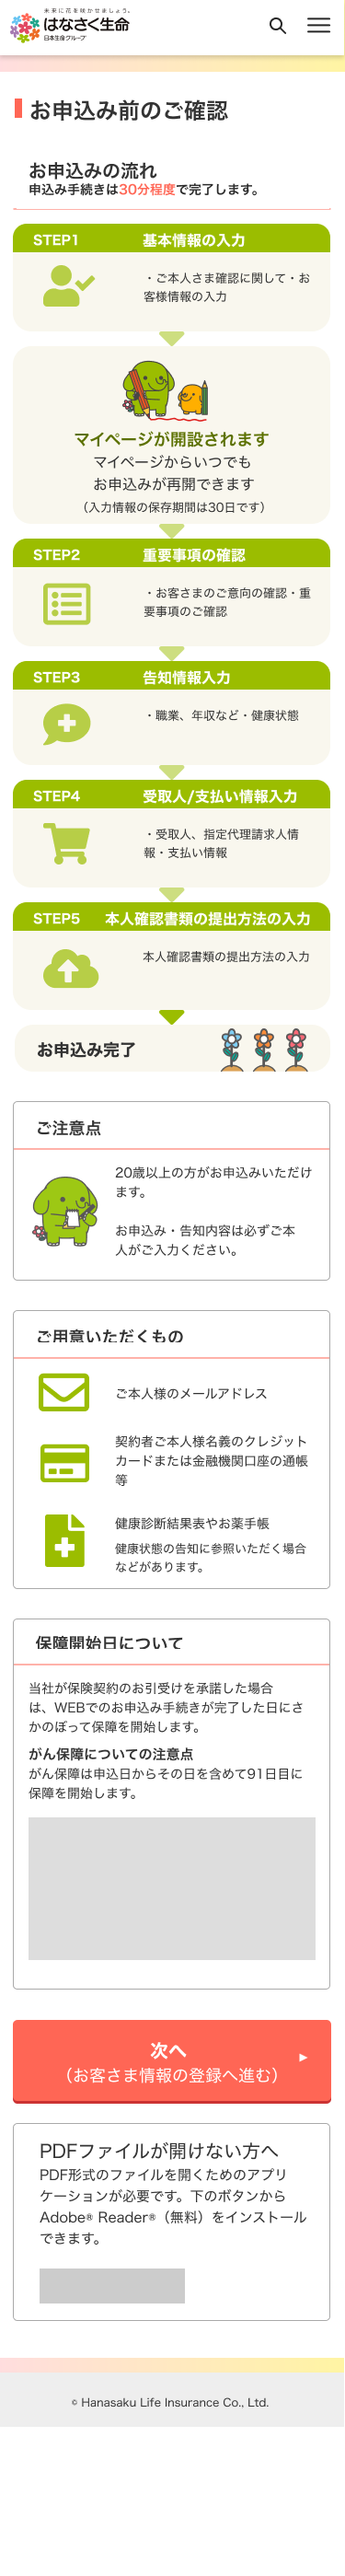 未来に花を咲かせましょう。
はなさく生命
日本生命グループ
お申込み前のご確認
お申込みの流れ
申込み手続きは30分程度で完了します。
STEP1 基本情報の入力
・ご本人さま確認に関して・お
客様情報の入力
マイページが開設されます
マイページからいつでも
お申込みが再開できます
（入力情報の保存期間は30日です）
STEP2 重要事項の確認
・お客さまのご意向の確認・重
要事項のご確認
STEP3 告知情報入力
・職業、年収など・健康状態
STEP4 受取人/支払い情報入力
・受取人、指定代理請求人情
報・支払い情報
STEP5 本人確認書類の提出方法の入力
本人確認書類の提出方法の入力
お申込み完了
ご注意点
20歳以上の方がお申込みいただけ
ます。
お申込み・告知内容は必ずご本
人がご入力ください。
ご用意いただくもの
ご本人様のメールアドレス
契約者ご本人様名義のクレジット
カードまたは金融機関口座の通帳
等
健康診断結果表やお薬手帳
健康状態の告知に参照いただく場合
などがあります。
保障開始日について
当社が保険契約のお引受けを承諾した場合
は、WEBでのお申込み手続きが完了した日にさ
かのぼって保障を開始します。
がん保障についての注意点
がん保障は申込日からその日を含めて91日目に
保障を開始します。
次へ
（お客さま情報の登録へ進む）
PDFファイルが開けない方へ
PDF形式のファイルを開くためのアプリ
ケーションが必要です。下のボタンから
Adobe® Reader®（無料）をインストール
できます。
© Hanasaku Life Insurance Co., Ltd.